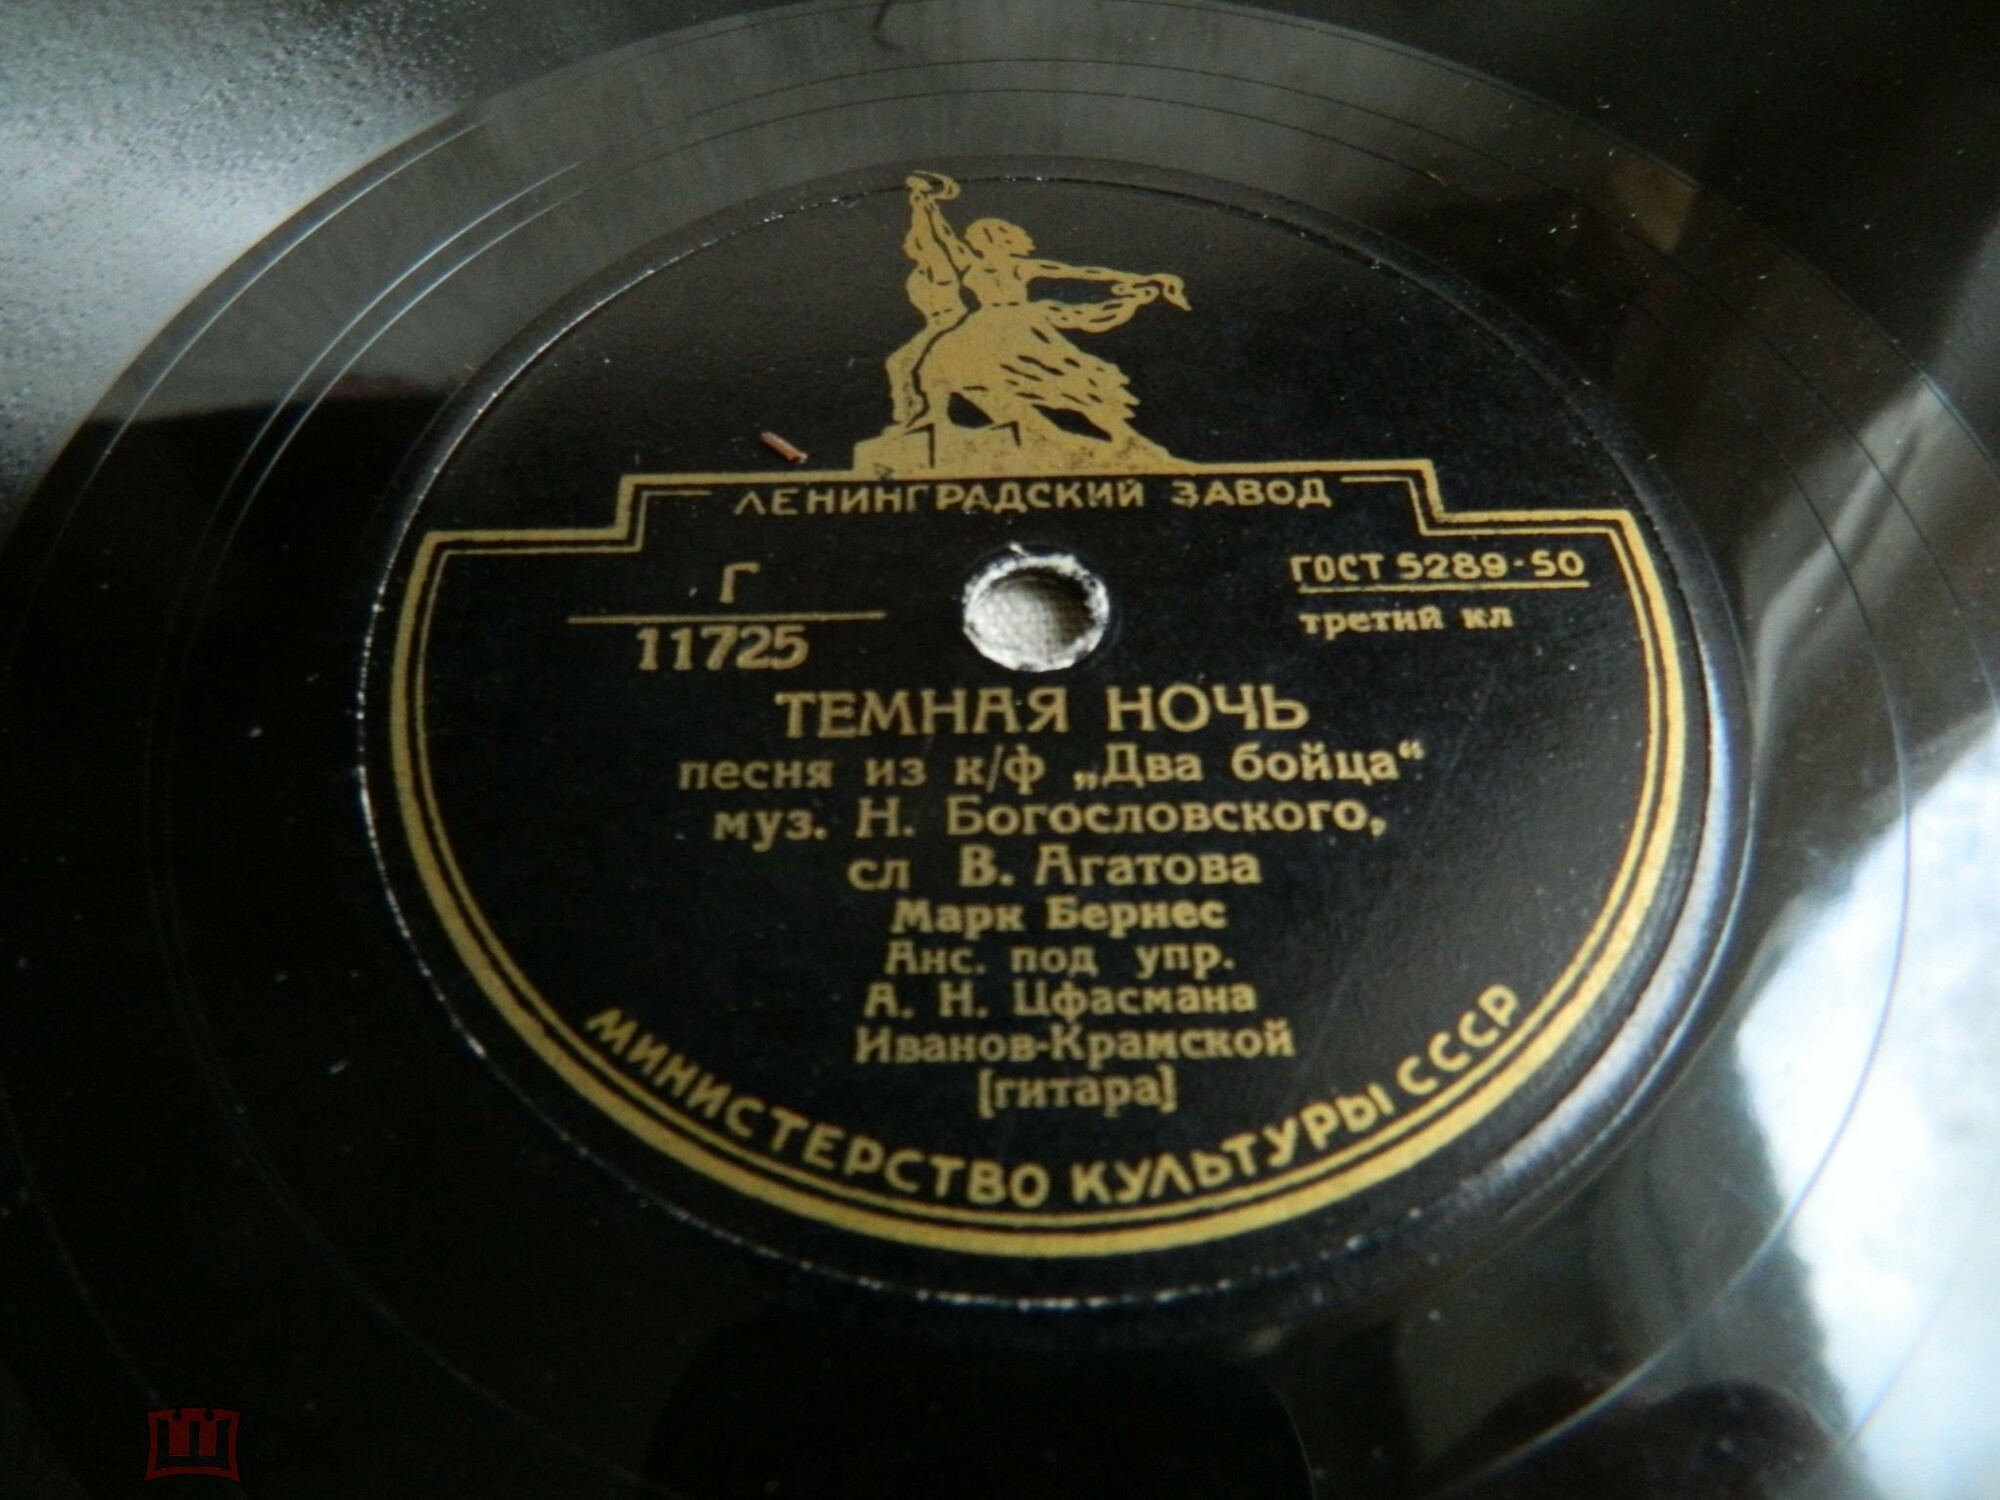 ЛЕНИНГРАДСКИЙ ЗАВОД
Г
11725
ГОСТ 5289-50
третий кл
ТЕМНАЯ НОЧЬ
песня из к/ф „Два бойца“
муз. Н. Богословского,
сл В. Агатова
Марк Бернес
Анс. под упр.
А. Н. Цфасмана
Иванов-Крамской
[гитара]
МИНИСТЕРСТВО КУЛЬТУРЫ СССР